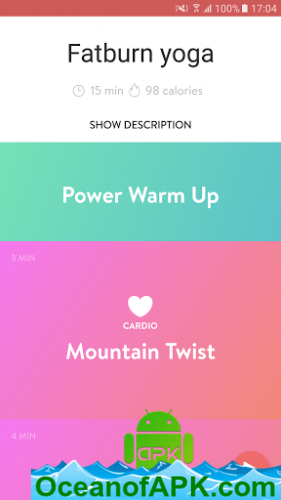 100% 17:04
Fatburn yoga
15 min 98 calories
SHOW DESCRIPTION
Power Warm Up
3 MIN
CARDIO
Mountain Twist
4 MIN
APK
OceanofAPK.com